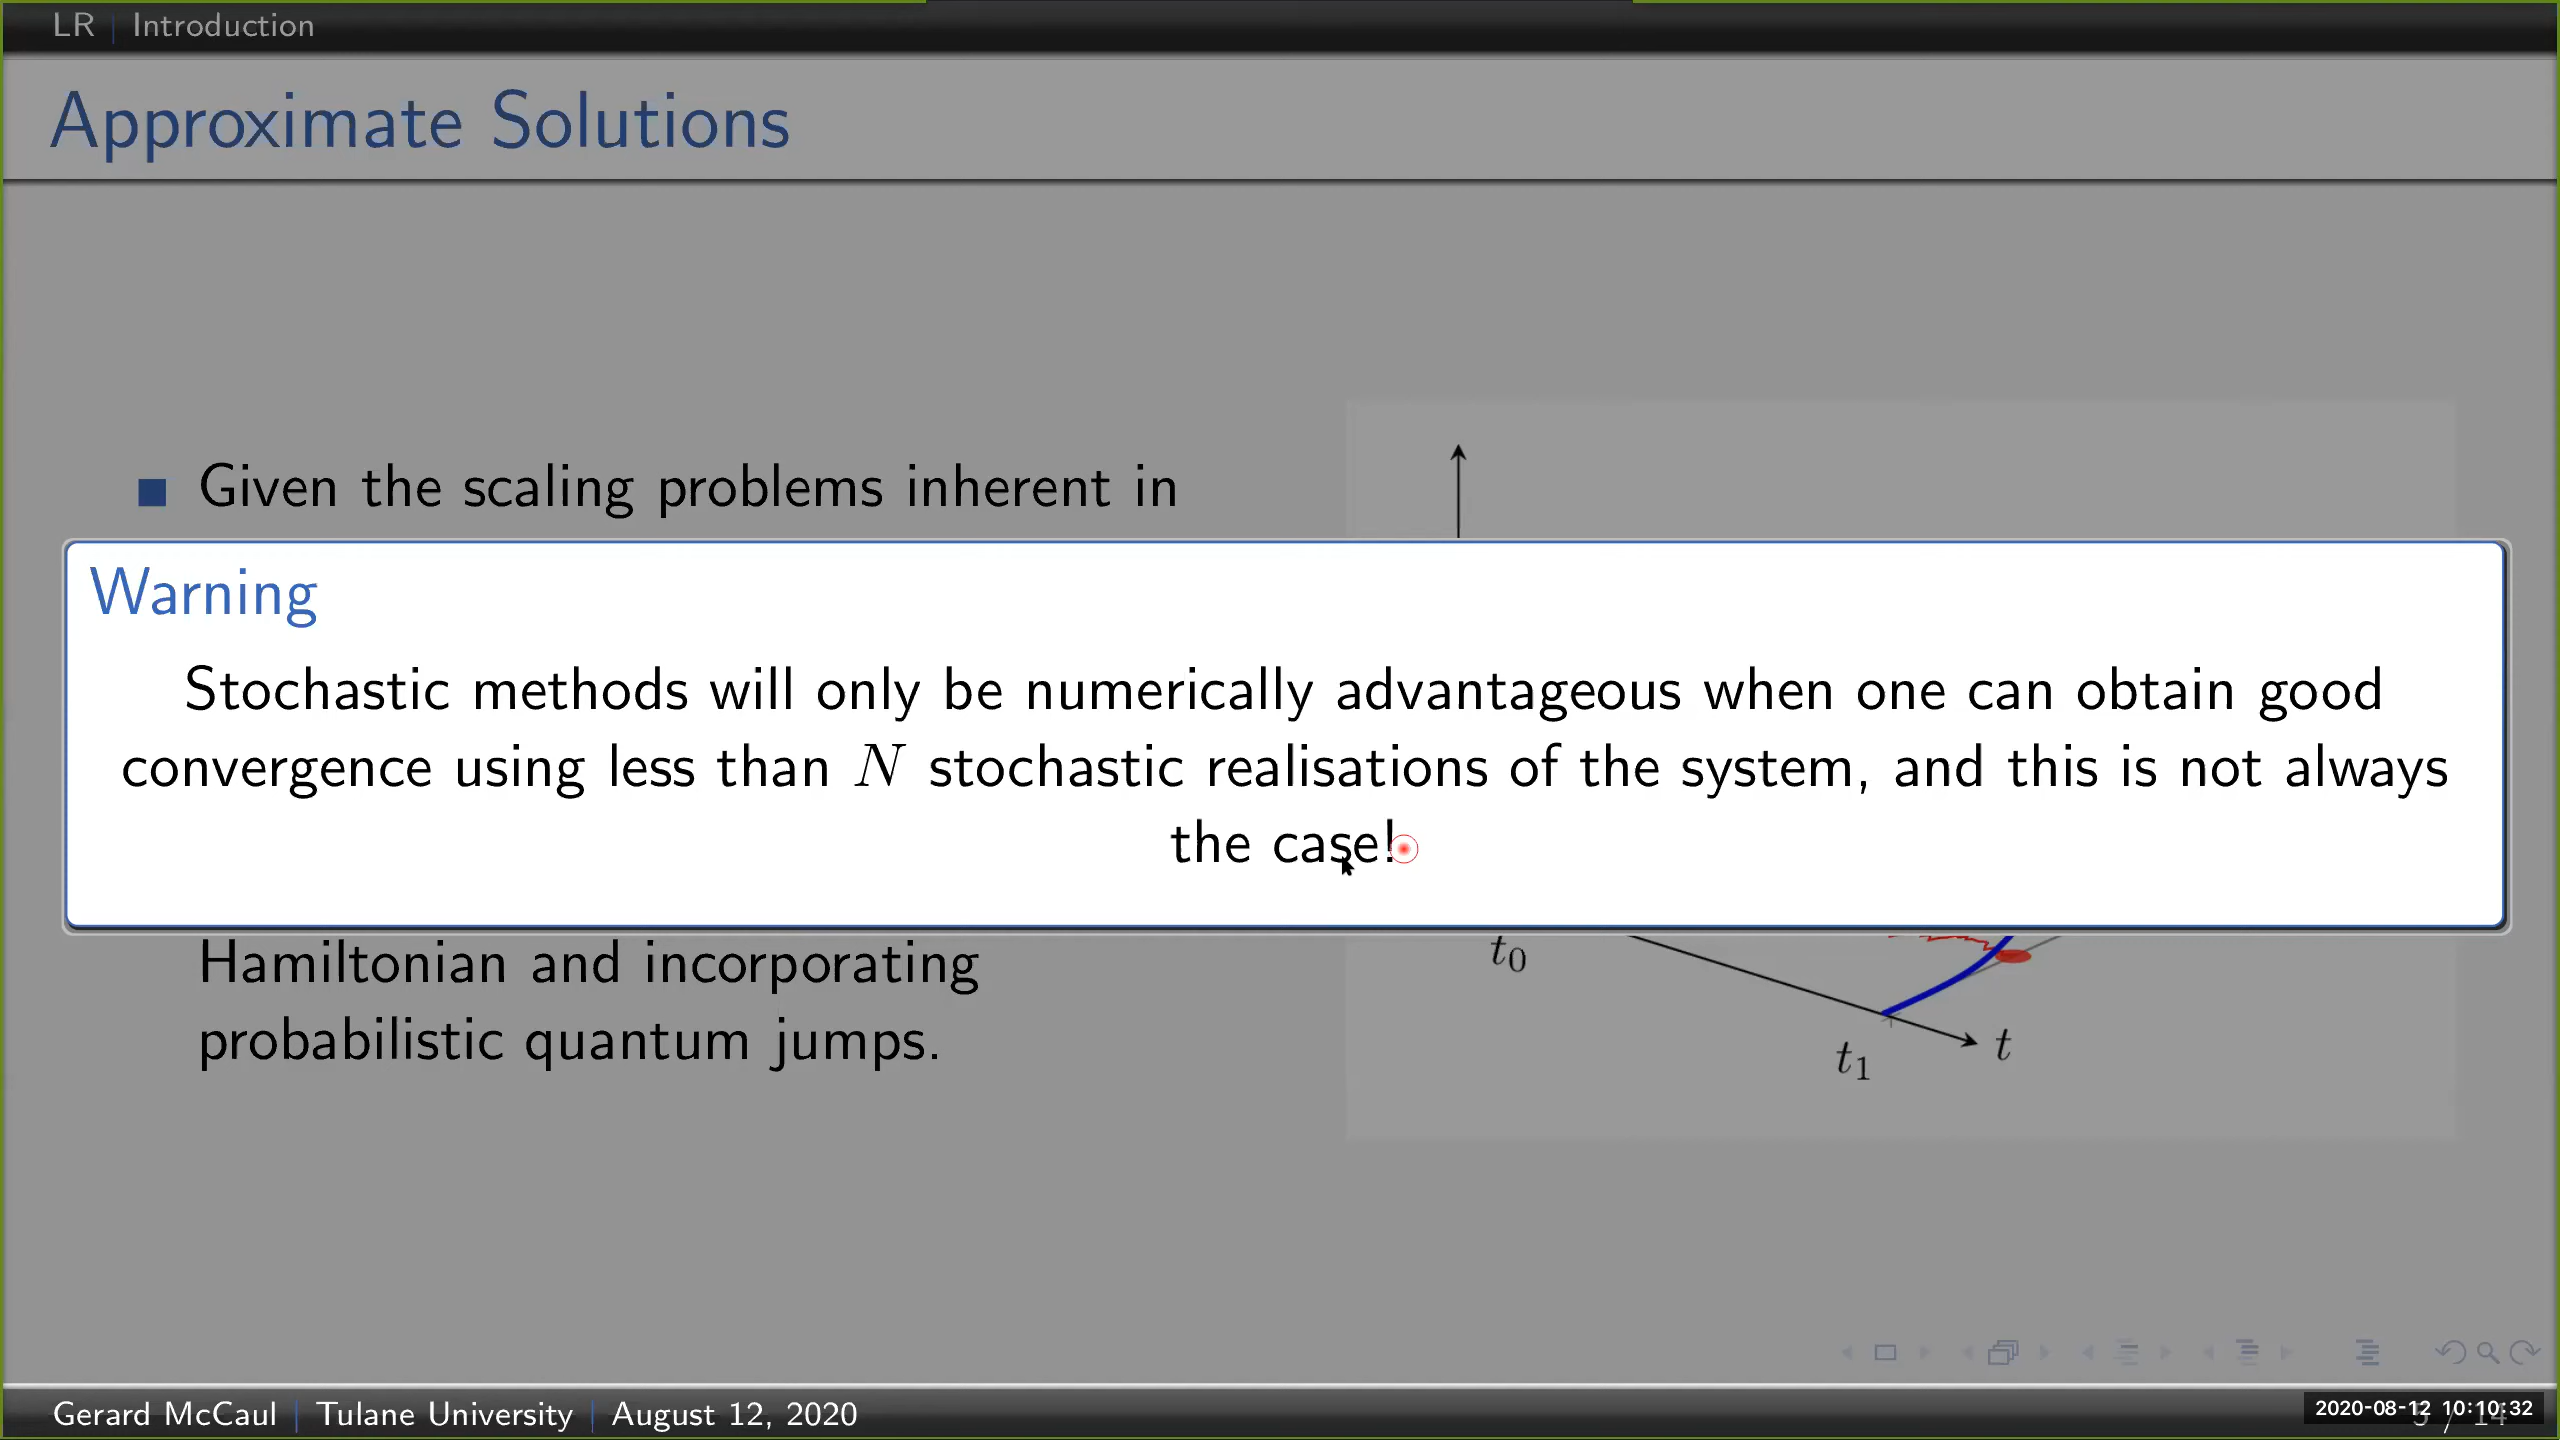 LR | Introduction
Approximate Solutions
Given the scaling problems inherent in
Warning
Stochastic methods will only be numerically advantageous when one can obtain good
convergence using less than N stochastic realisations of the system, and this is not always
the case!
Hamiltonian and incorporating
probabilistic quantum jumps.
t₀
t₁
t
Gerard McCaul | Tulane University | August 12, 2020
2020-08-12 10:10:32
5 / 14